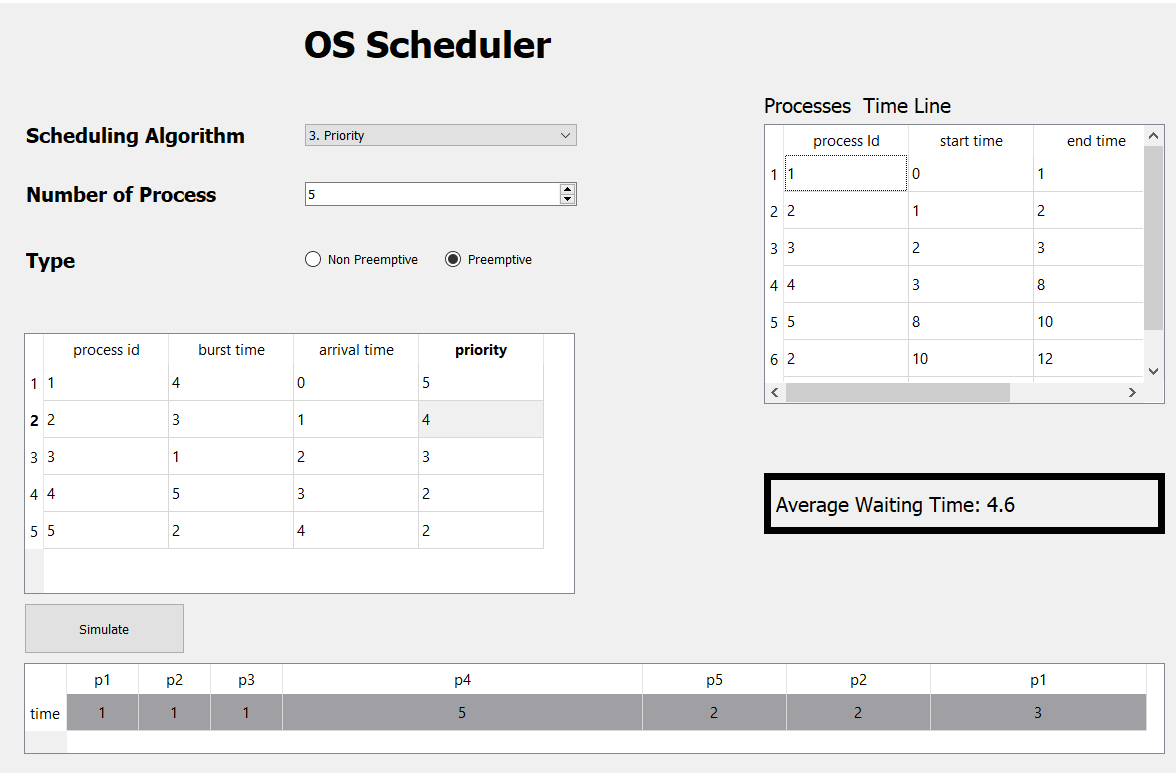 OS Scheduler
Scheduling Algorithm 3. Priority
Number of Process 5
Type Non Preemptive Preemptive
process id burst time arrival time priority
1 1 4 0 5
2 2 3 1 4
3 3 1 2 3
4 4 5 3 2
5 5 2 4 2
Simulate
Processes Time Line
process Id start time end time
1 1 0 1
2 2 1 2
3 3 2 3
4 4 3 8
5 5 8 10
6 2 10 12
Average Waiting Time: 4.6
p1 p2 p3 p4 p5 p2 p1
time 1 1 1 5 2 2 3